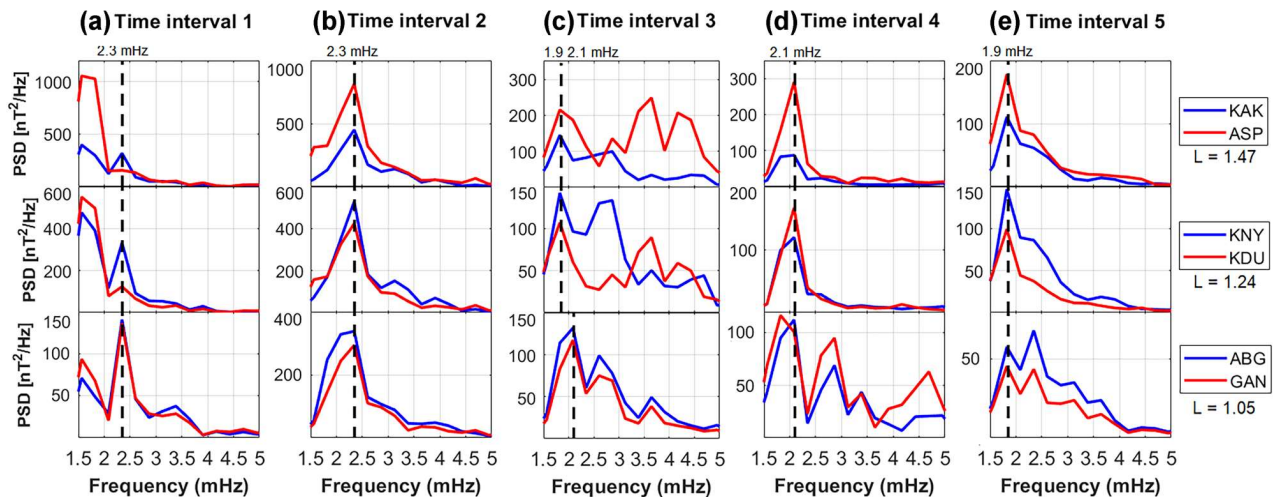 (a) Time interval 1
(b) Time interval 2
(c) Time interval 3
(d) Time interval 4
(e) Time interval 5
2.3 mHz
2.3 mHz
1.9 2.1 mHz
2.1 mHz
1.9 mHz
PSD [nT²/Hz]
1000
500
1000
500
300
200
100
300
200
100
200
100
KAK
ASP
L = 1.47
PSD [nT²/Hz]
600
400
200
600
400
200
150
100
50
200
100
150
100
50
KNY
KDU
L = 1.24
PSD [nT²/Hz]
150
100
50
400
200
150
100
50
100
50
50
ABG
GAN
L = 1.05
1.5 2 2.5 3 3.5 4 4.5 5
1.5 2 2.5 3 3.5 4 4.5 5
1.5 2 2.5 3 3.5 4 4.5 5
1.5 2 2.5 3 3.5 4 4.5 5
1.5 2 2.5 3 3.5 4 4.5 5
Frequency (mHz)
Frequency (mHz)
Frequency (mHz)
Frequency (mHz)
Frequency (mHz)